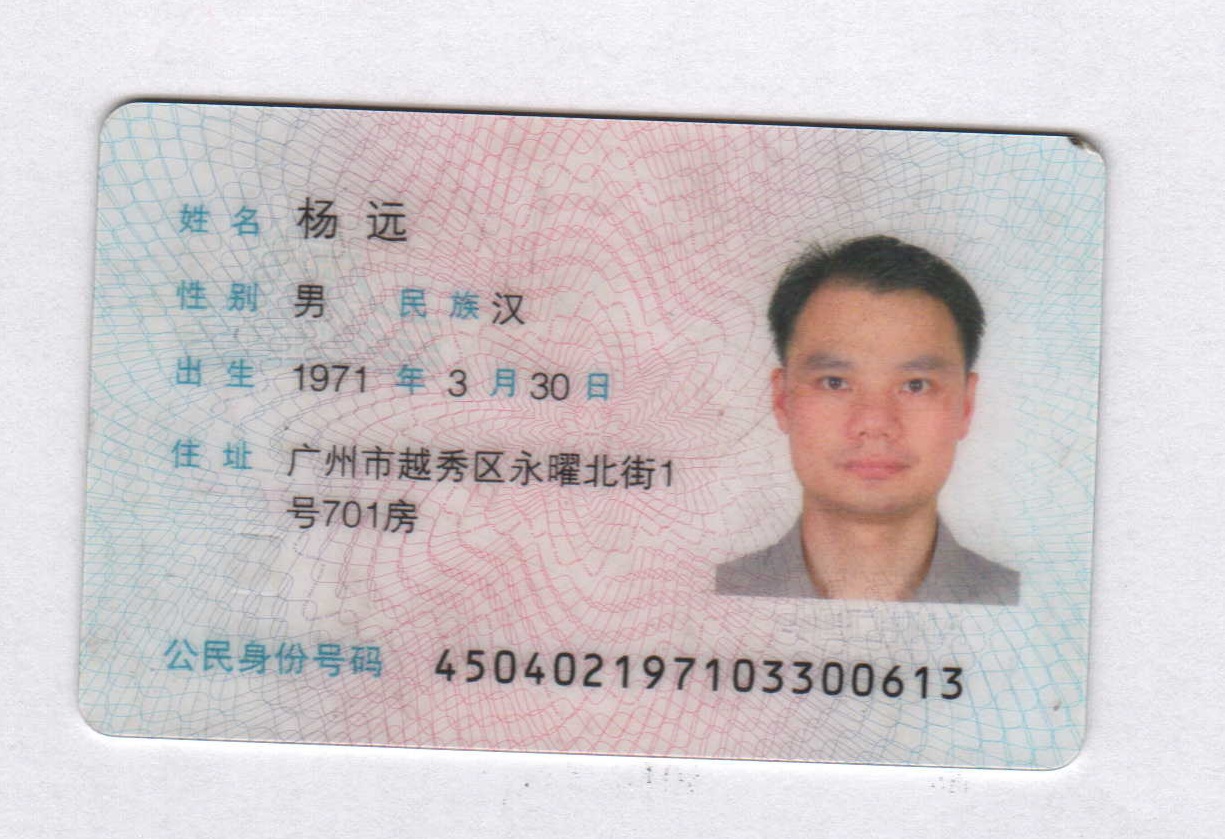 姓名 杨远
性别 男 民族 汉
出生 1971 年 3 月 30 日
住址 广州市越秀区永曜北街1
号701房
公民身份号码 450402197103300613